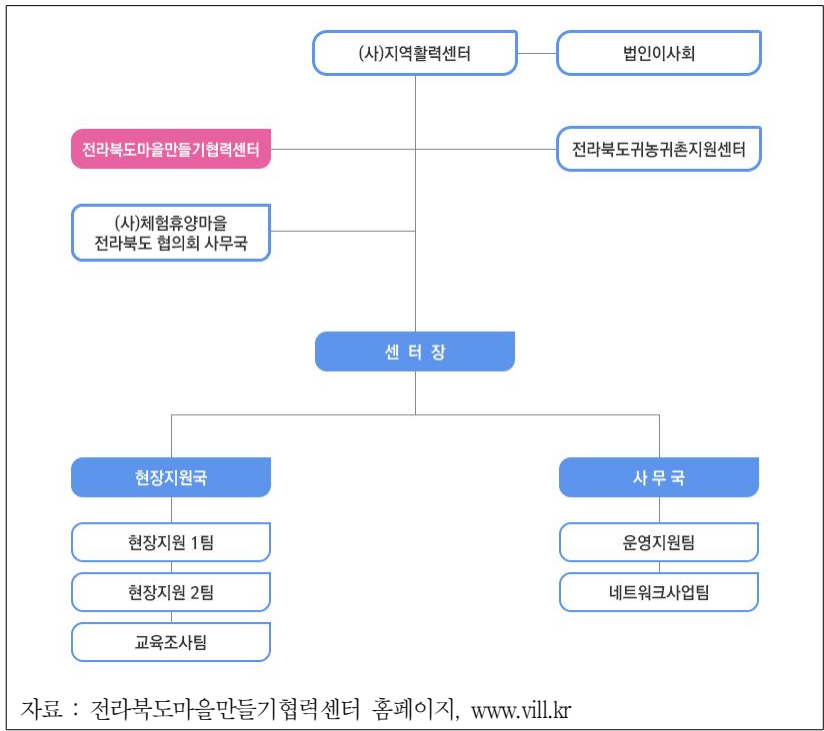 (사)지역활력센터
법인이사회
전라북도마을만들기협력센터
전라북도귀농귀촌지원센터
(사)체험휴양마을
전라북도 협의회 사무국
센 터 장
현장지원국
사 무 국
현장지원 1팀
운영지원팀
현장지원 2팀
네트워크사업팀
교육조사팀
자료 : 전라북도마을만들기협력센터 홈페이지, www.vill.kr